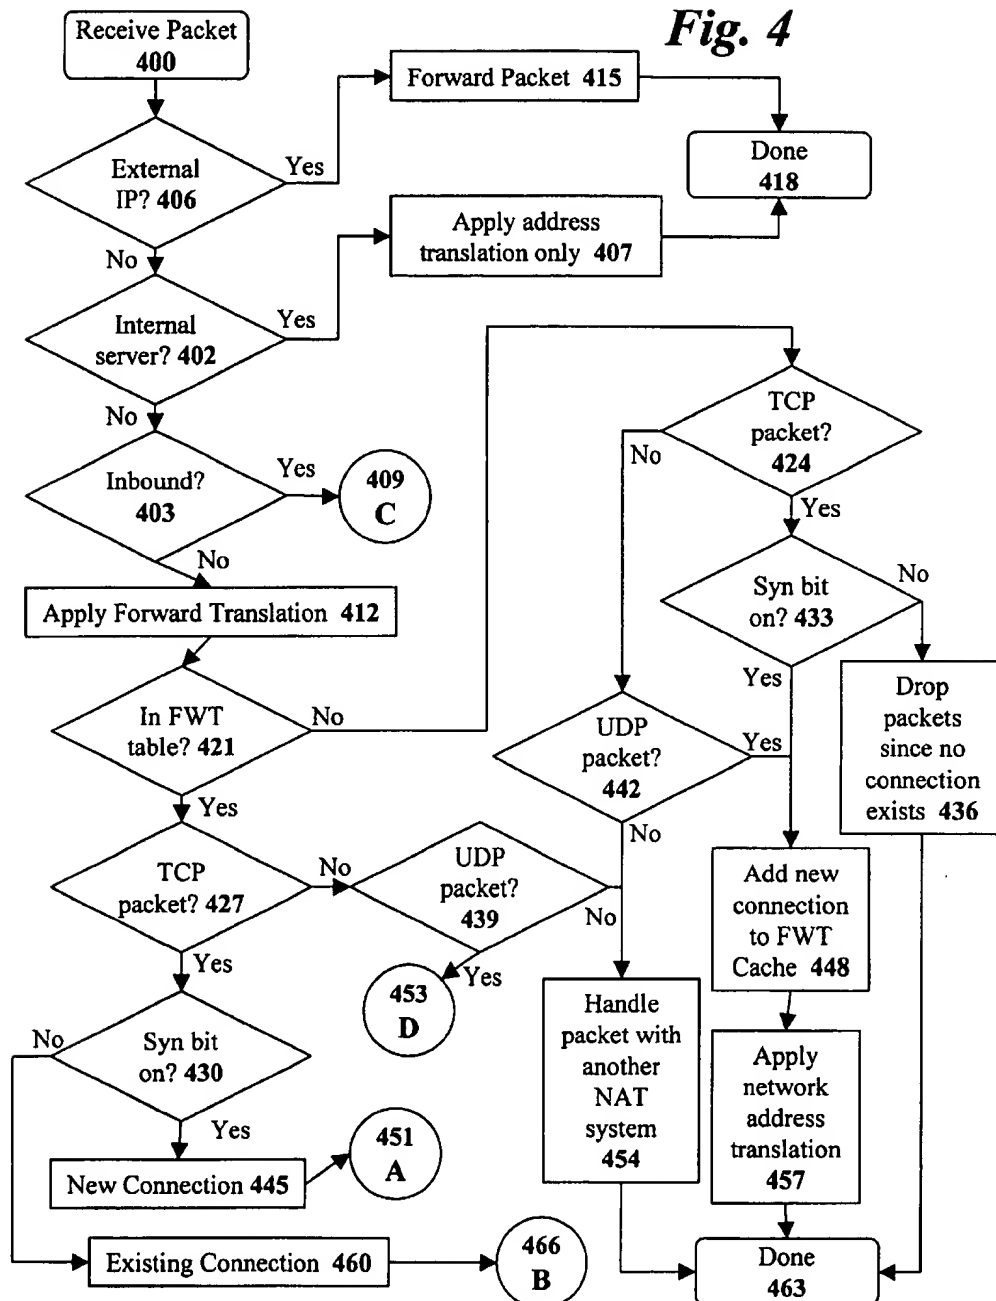 Fig. 4
Receive Packet
400
Forward Packet 415
Yes
External
IP? 406
Done
418
Apply address
translation only 407
No
Yes
Internal
server? 402
No
TCP
packet?
424
No
Yes
Inbound?
403
Yes
409
C
No
Syn bit
on? 433
No
Yes
Apply Forward Translation 412
Drop
packets
since no
connection
exists 436
In FWT
table? 421
No
UDP
packet?
442
Yes
No
Yes
TCP
packet? 427
No
UDP
packet?
439
No
Yes
Add new
connection
to FWT
Cache 448
Yes
453
D
Handle
packet with
another
NAT
system
454
Syn bit
on? 430
No
Yes
Apply
network
address
translation
457
451
A
New Connection 445
Existing Connection 460
466
B
Done
463